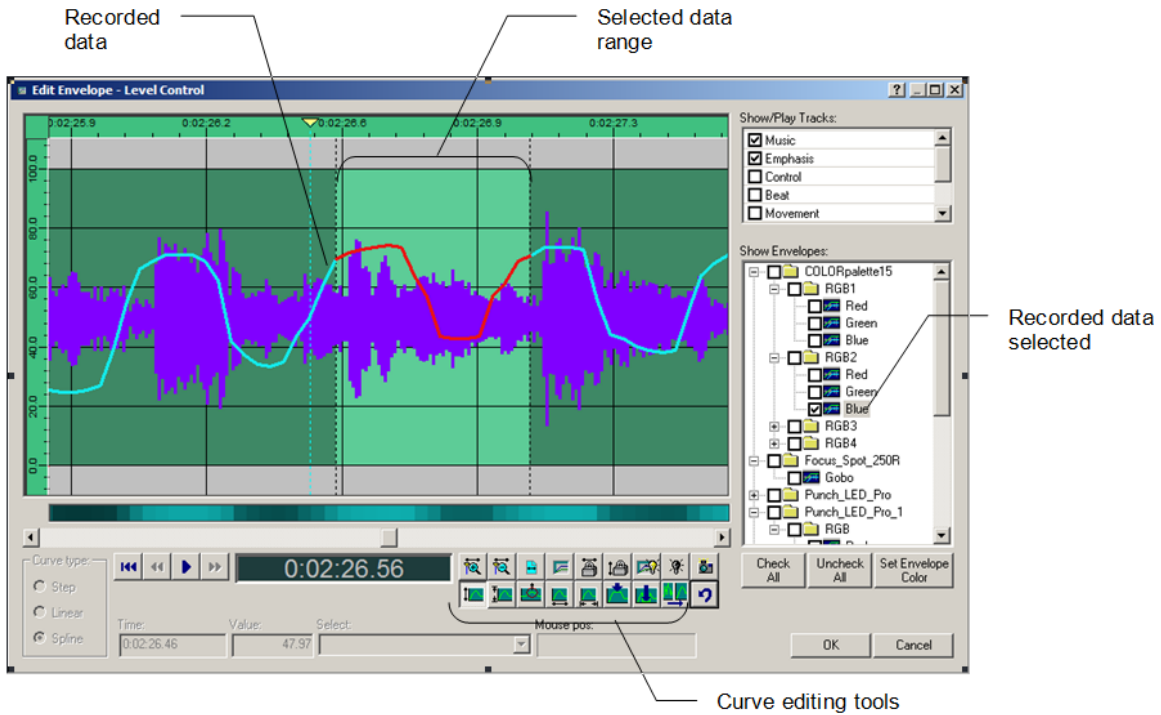 Recorded data
Selected data range
Edit Envelope - Level Control
0:02:25.9 0:02:26.2 0:02:26.6 0:02:26.9 0:02:27.3
100.0
80.0
60.0
40.0
20.0
0.0
Show/Play Tracks:
Music
Emphasis
Control
Beat
Movement
Show Envelopes:
COLORpalette15
RGB1
Red
Green
Blue
RGB2
Red
Green
Blue
RGB3
RGB4
Focus_Spot_250R
Gobo
Punch_LED_Pro
Punch_LED_Pro_1
RGB
Recorded data selected
Check All
Uncheck All
Set Envelope Color
Curve type:
Step
Linear
Spline
0:02:26.56
Time:
0:02:26.46
Value:
47.97
Select:
Mouse pos:
OK
Cancel
Curve editing tools